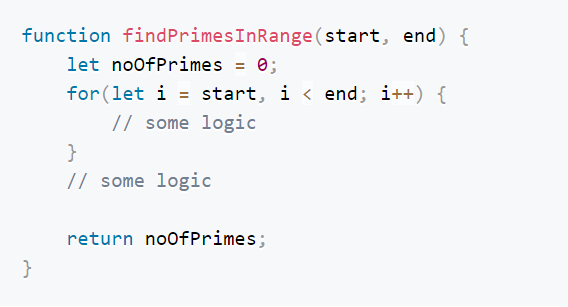 function findPrimesInRange(start, end) {
    let noOfPrimes = 0;
    for(let i = start, i < end; i++) {
        // some logic
    }
    // some logic

    return noOfPrimes;
}